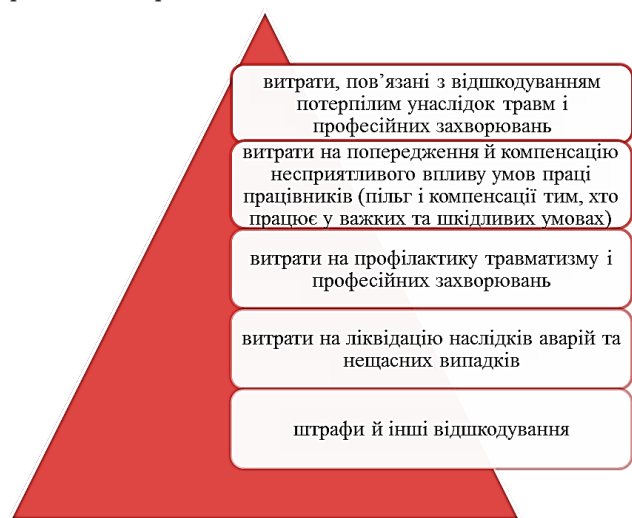 витрати, пов’язані з відшкодуванням
потерпілим унаслідок травм і
професійних захворювань
витрати на попередження й компенсацію
несприятливого впливу умов праці
працівників (пільг і компенсації тим, хто
працює у важких та шкідливих умовах)
витрати на профілактику травматизму і
професійних захворювань
витрати на ліквідацію наслідків аварій та
нещасних випадків
штрафи й інші відшкодування